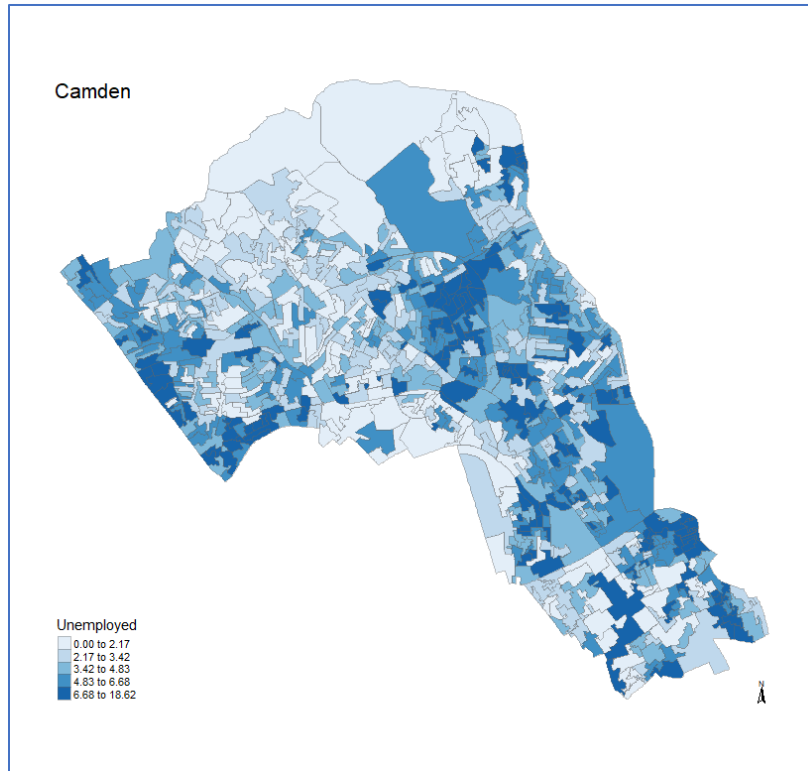 Camden
Unemployed
0.00 to 2.17
2.17 to 3.42
3.42 to 4.83
4.83 to 6.68
6.68 to 18.62
N